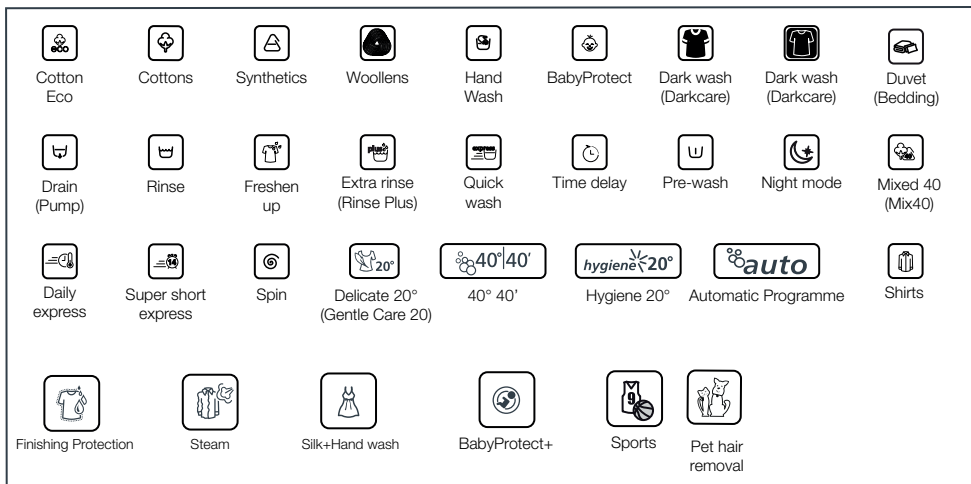 eco
Cotton Eco
Cottons
Synthetics
Woollens
Hand Wash
BabyProtect
Dark wash (Darkcare)
Dark wash (Darkcare)
Duvet (Bedding)
Drain (Pump)
Rinse
Freshen up
plus
Extra rinse (Rinse Plus)
express
Quick wash
Time delay
Pre-wash
Night mode
40
Mixed 40 (Mix40)
Daily express
14
Super short express
Spin
20°
Delicate 20° (Gentle Care 20)
40°|40'
40° 40'
hygiene 20°
Hygiene 20°
auto
Automatic Programme
Shirts
Finishing Protection
Steam
Silk+Hand wash
BabyProtect+
9
Sports
Pet hair removal